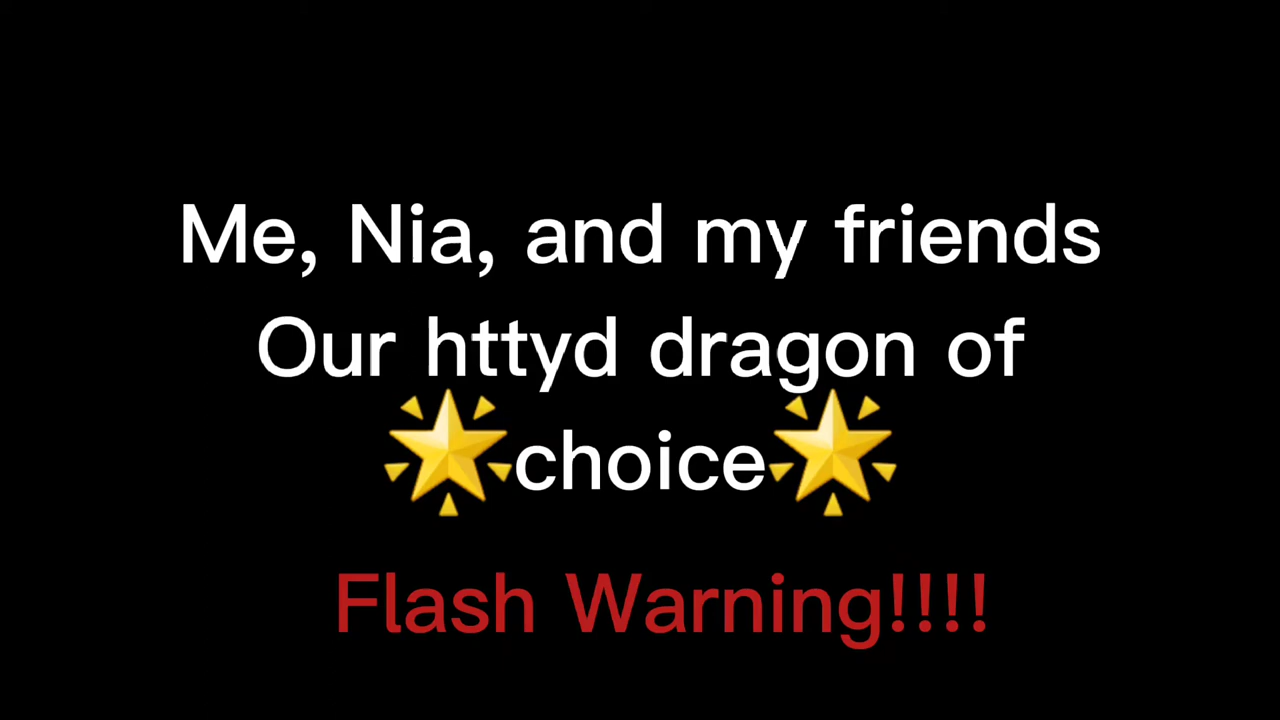 Me, Nia, and my friends
Our httyd dragon of
🌟choice🌟
Flash Warning!!!!